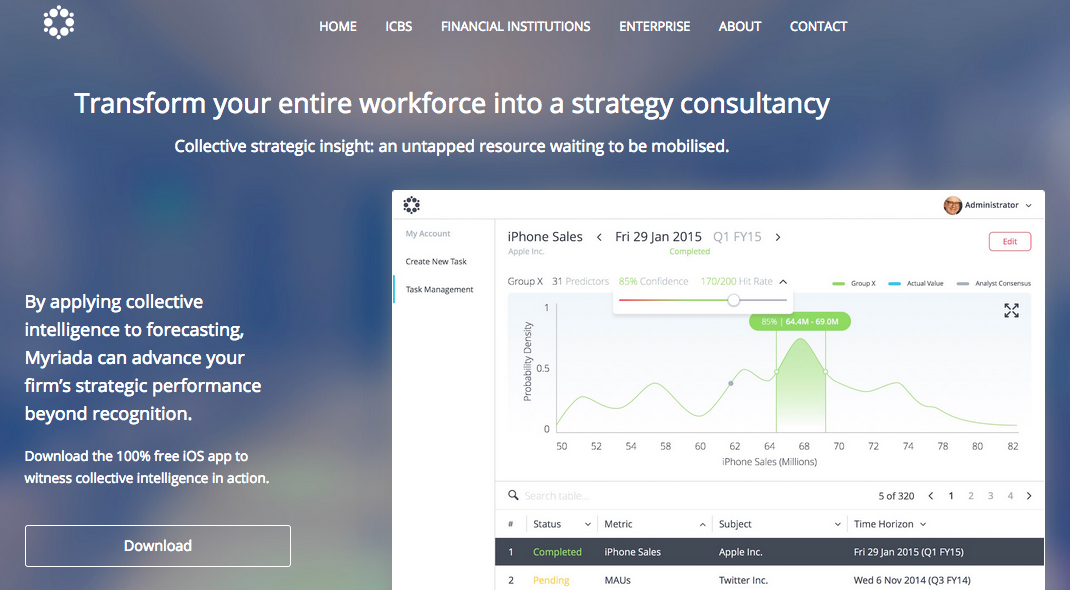 HOME ICBS FINANCIAL INSTITUTIONS ENTERPRISE ABOUT CONTACT
Transform your entire workforce into a strategy consultancy
Collective strategic insight: an untapped resource waiting to be mobilised.
By applying collective
intelligence to forecasting,
Myriada can advance your
firm's strategic performance
beyond recognition.
Download the 100% free iOS app to
witness collective intelligence in action.
Download
Administrator
My Account
Create New Task
Task Management
iPhone Sales < Fri 29 Jan 2015 Q1 FY15 >
Apple Inc. Completed
Edit
Group X 31 Predictors 85% Confidence 170/200 Hit Rate
Group X Actual Value Analyst Consensus
85% | 64.4M - 69.0M
Probability Density
1
0.5
0
50 52 54 56 58 60 62 64 68 70 72 74 78 80 82
iPhone Sales (Millions)
Search table...
5 of 320 < 1 2 3 4 >
# Status Metric Subject Time Horizon
1 Completed iPhone Sales Apple Inc. Fri 29 Jan 2015 (Q1 FY15)
2 Pending MAUs Twitter Inc. Wed 6 Nov 2014 (Q3 FY14)